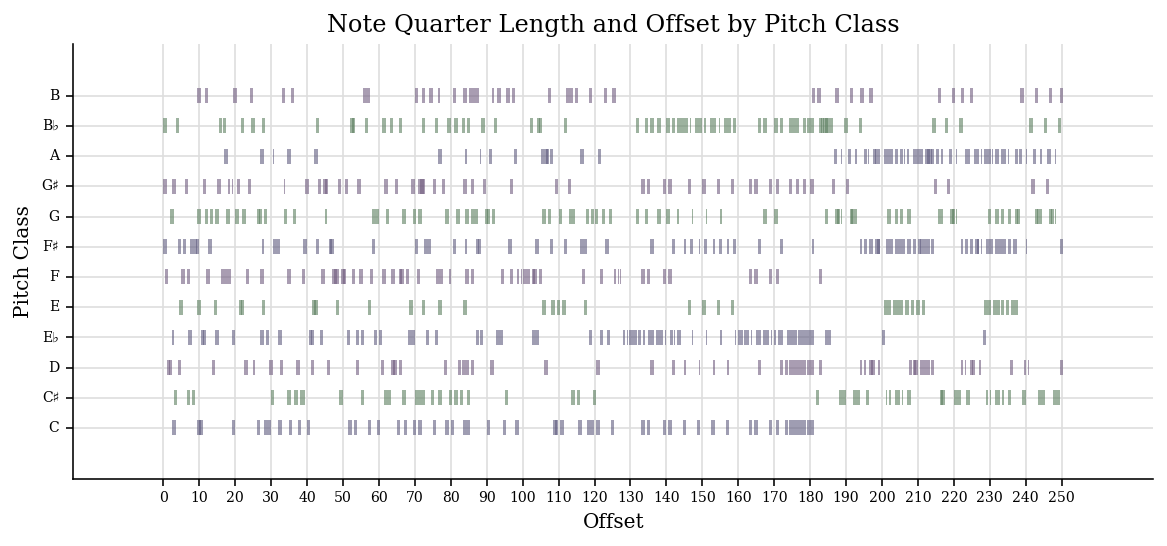 Note Quarter Length and Offset by Pitch Class
Pitch Class
B
B♭
A
G♯
G
F♯
F
E
E♭
D
C♯
C
0 10 20 30 40 50 60 70 80 90 100 110 120 130 140 150 160 170 180 190 200 210 220 230 240 250
Offset